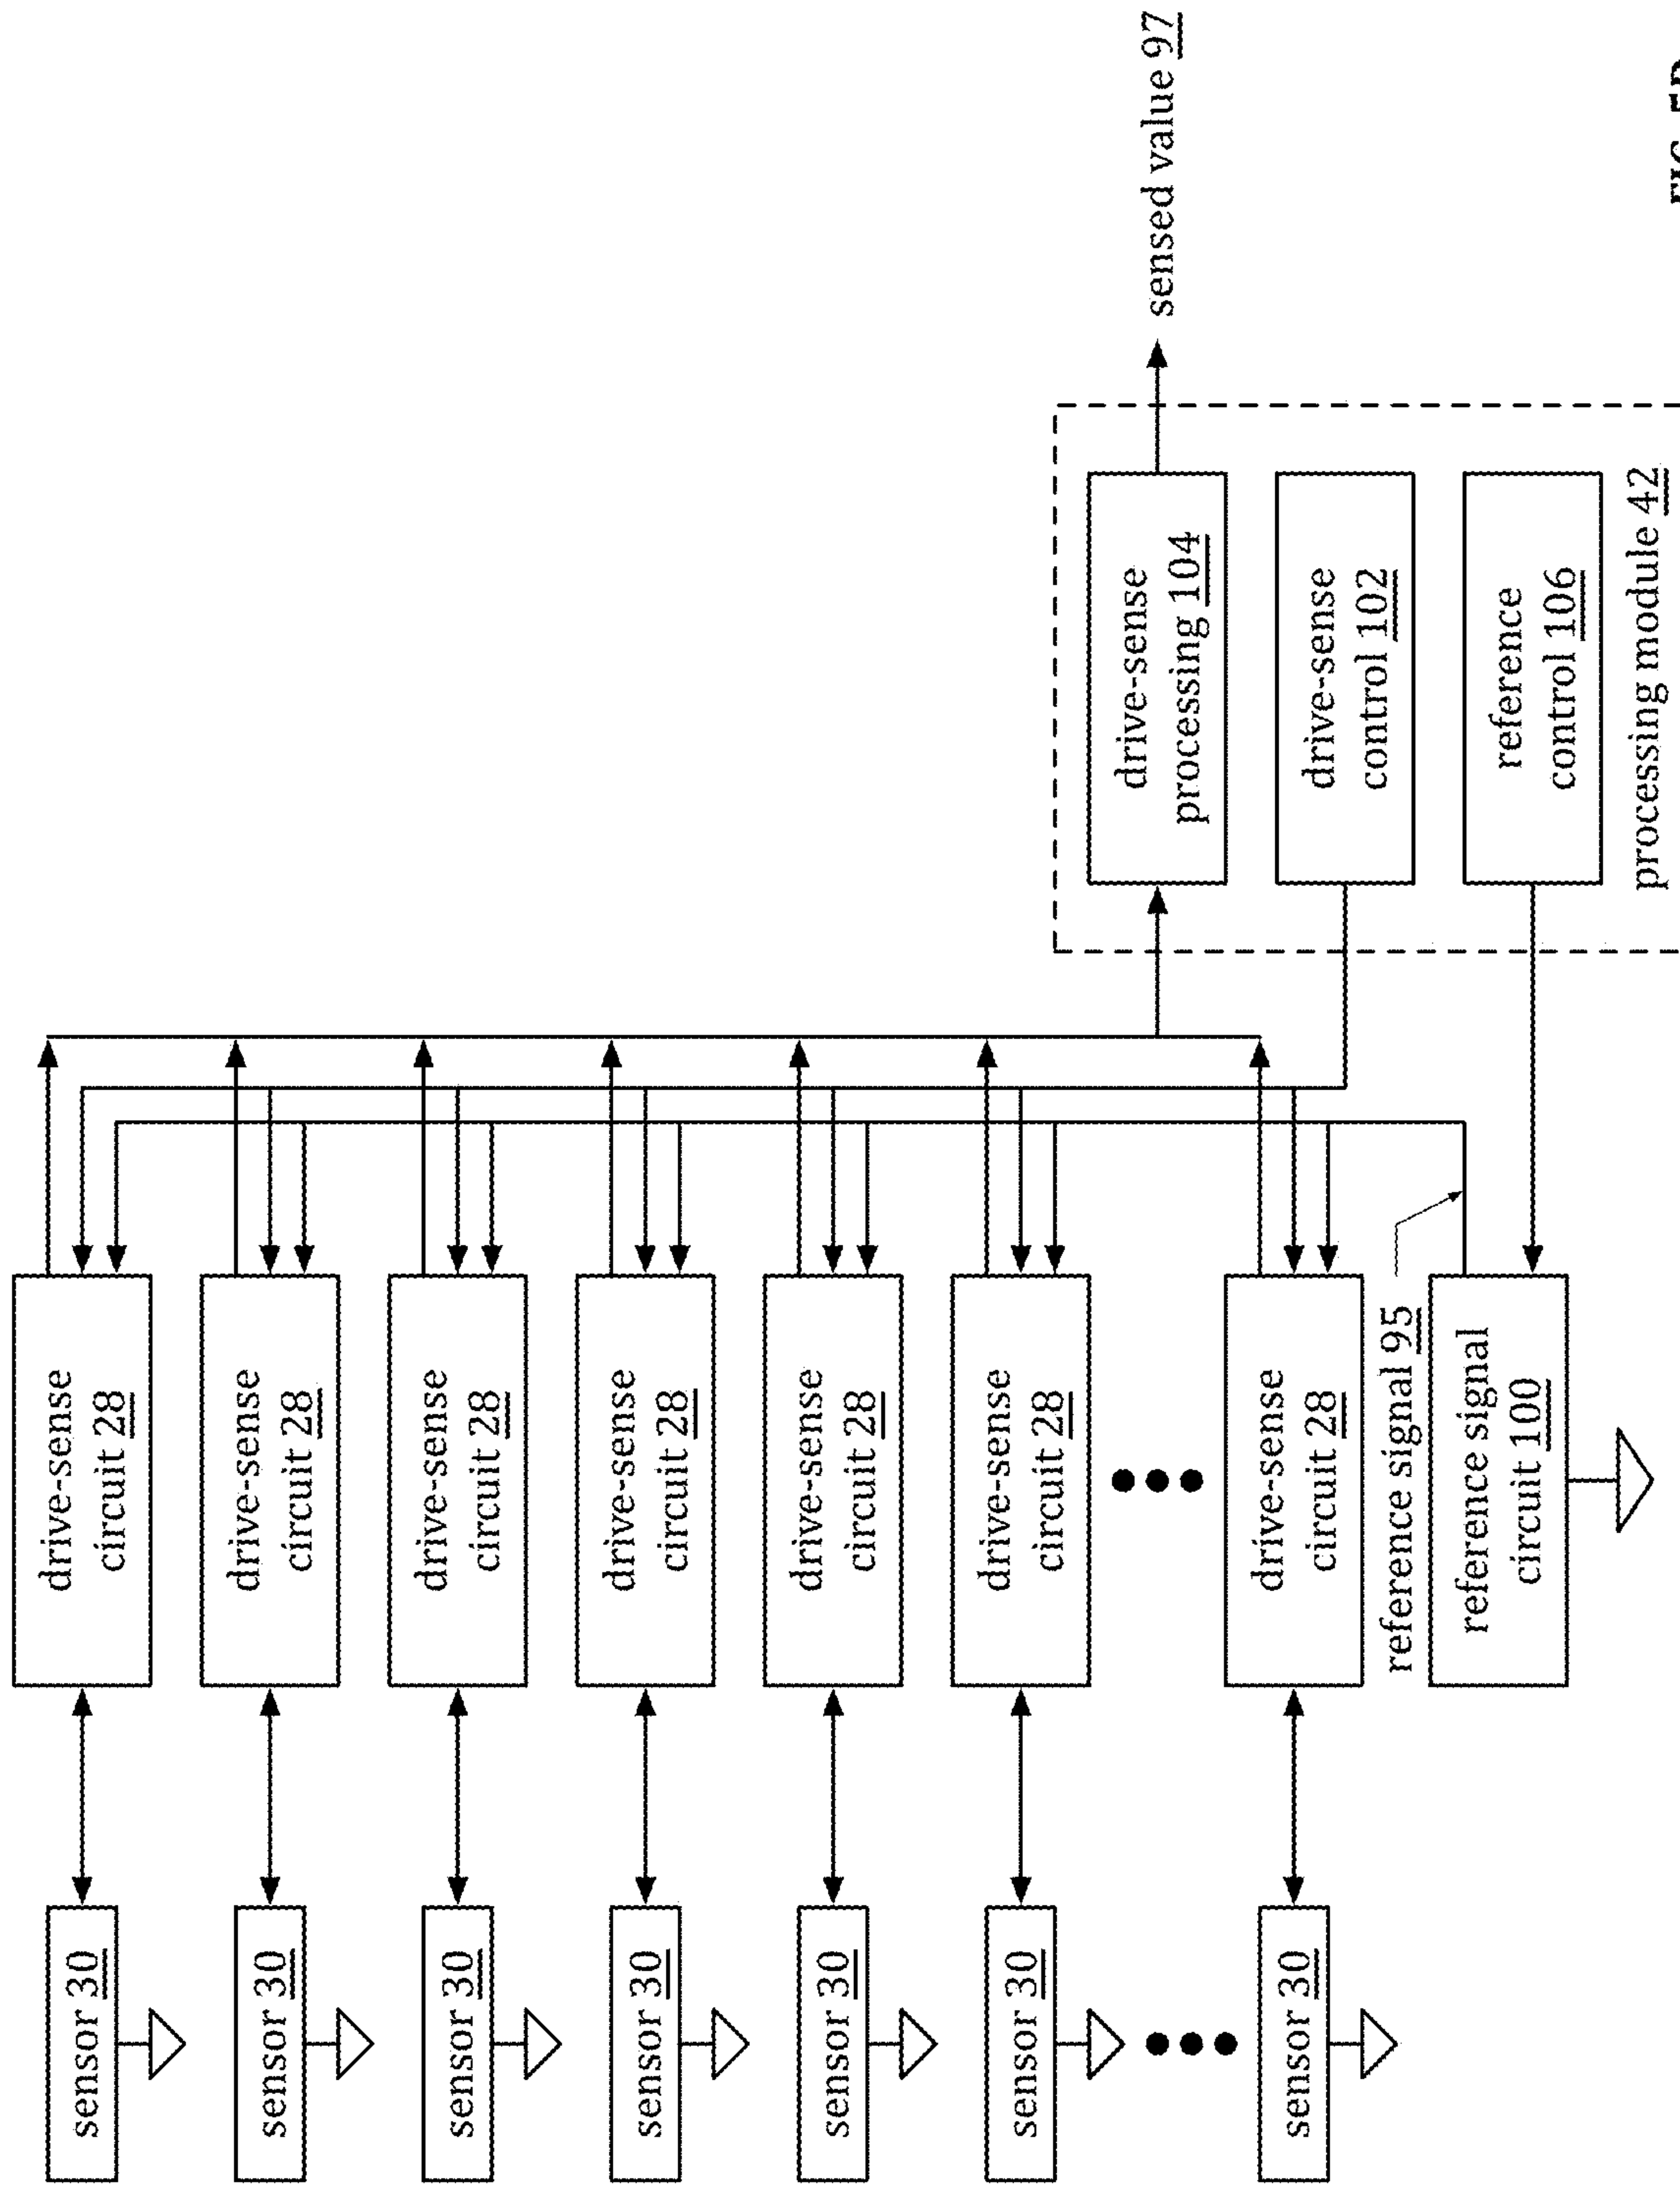 sensor 30
drive-sense
circuit 28
sensor 30
drive-sense
circuit 28
sensor 30
drive-sense
circuit 28
sensor 30
drive-sense
circuit 28
sensor 30
drive-sense
circuit 28
sensor 30
drive-sense
circuit 28
sensor 30
drive-sense
circuit 28
reference signal 95
reference signal
circuit 100
drive-sense
processing 104
sensed value 97
drive-sense
control 102
reference
control 106
processing module 42